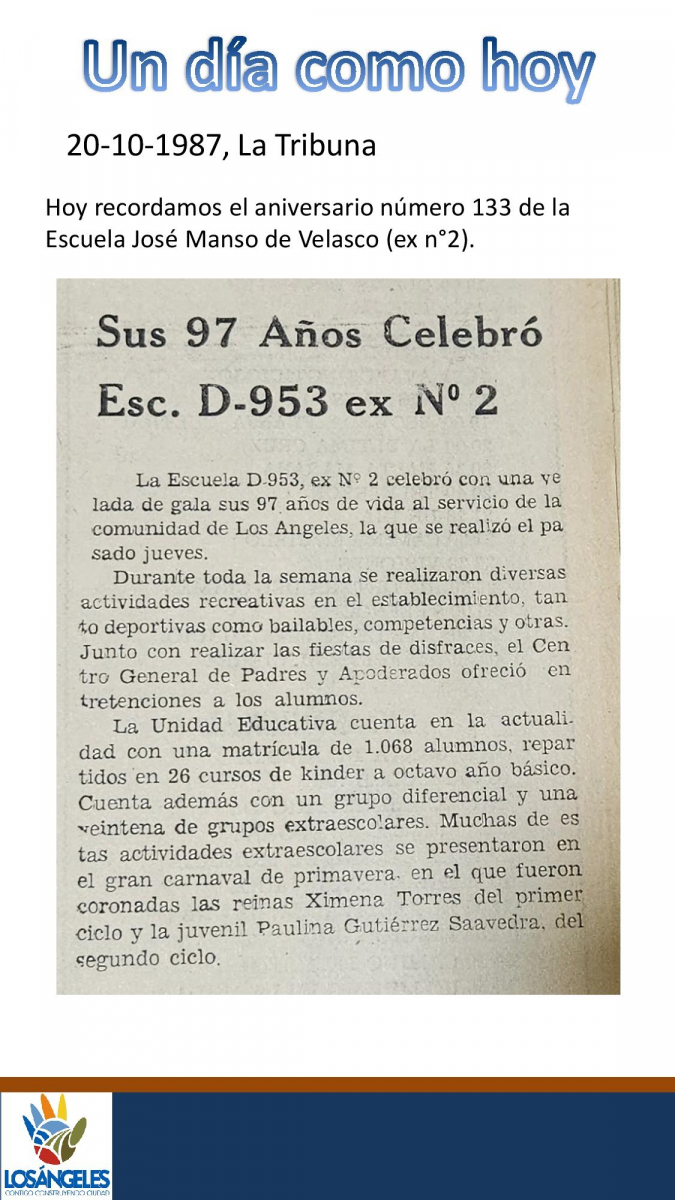 Un día como hoy
20-10-1987, La Tribuna
Hoy recordamos el aniversario número 133 de la
Escuela José Manso de Velasco (ex n°2).
Sus 97 Años Celebró
Esc. D-953 ex Nº 2
La Escuela D-953, ex Nº 2 celebró con una ve
lada de gala sus 97 años de vida al servicio de la
comunidad de Los Angeles, la que se realizó el pa
sado jueves.
Durante toda la semana se realizaron diversas
actividades recreativas en el establecimiento, tan
to deportivas como bailables, competencias y otras.
Junto con realizar las fiestas de disfraces, el Cen
tro General de Padres y Apoderados ofreció en
tretenciones a los alumnos.
La Unidad Educativa cuenta en la actuali-
dad con una matrícula de 1.068 alumnos, repar
tidos en 26 cursos de kinder a octavo año básico.
Cuenta además con un grupo diferencial y una
veintena de grupos extraescolares. Muchas de es
tas actividades extraescolares se presentaron en
el gran carnaval de primavera, en el que fueron
coronadas las reinas Ximena Torres del primer
ciclo y la juvenil Paulina Gutiérrez Saavedra, del
segundo ciclo.
LOSÁNGELES
CONTIGO CONSTRUYENDO CIUDAD